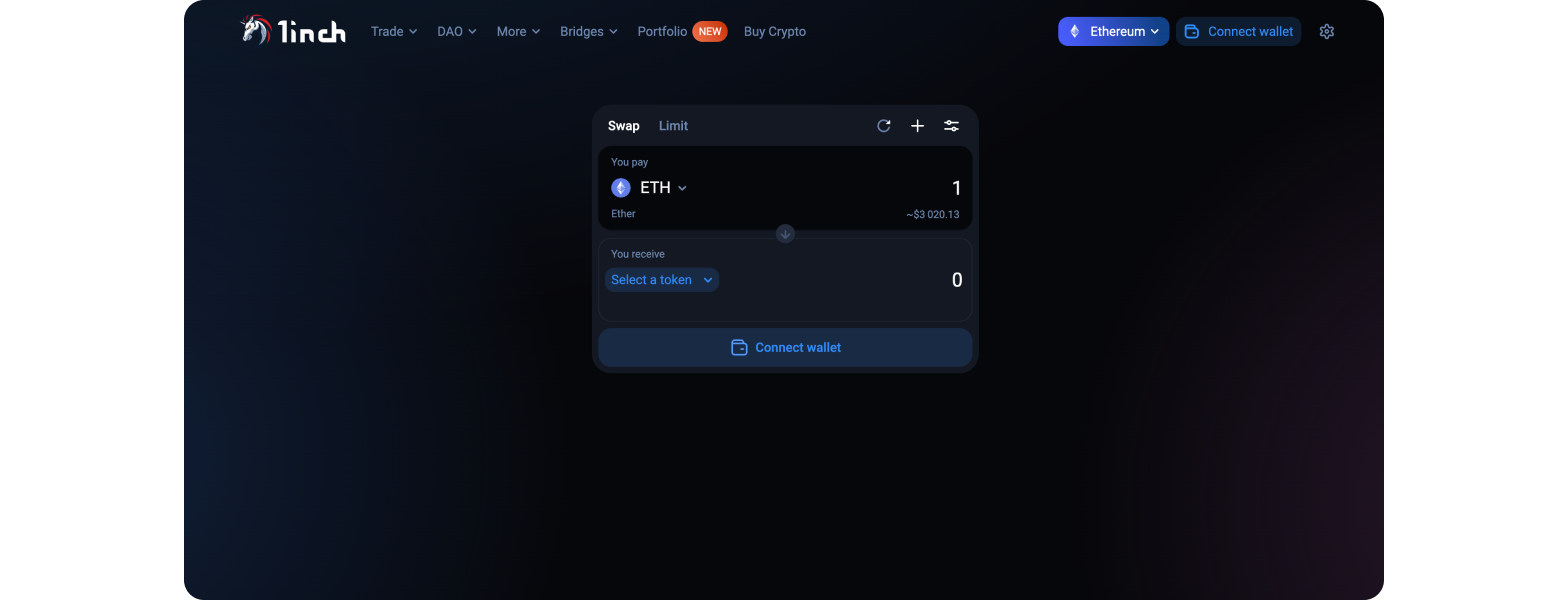 1inch Trade DAO More Bridges Portfolio NEW Buy Crypto Ethereum Connect wallet
Swap Limit
You pay
ETH 1
Ether ~$3 020.13
You receive
Select a token 0
Connect wallet